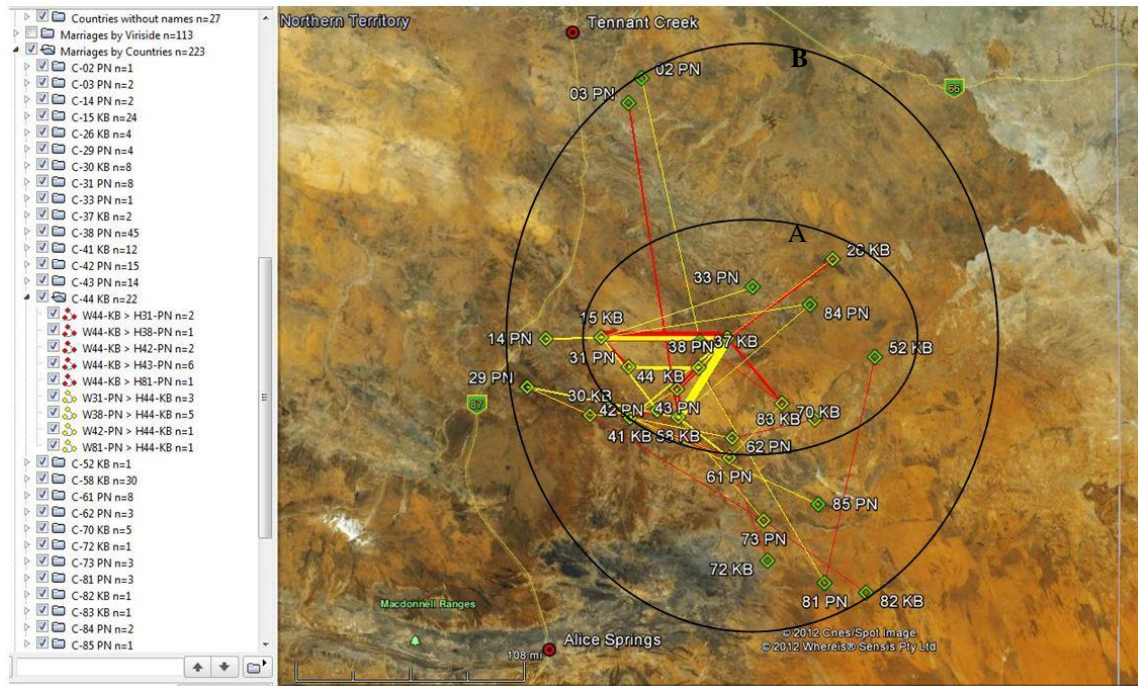 Countries without names n=27
Marriages by Viriside n=113
Marriages by Countries n=223
C-02 PN n=1
C-03 PN n=2
C-14 PN n=2
C-15 KB n=24
C-26 KB n=4
C-29 PN n=4
C-30 KB n=8
C-31 PN n=8
C-33 PN n=1
C-37 KB n=2
C-38 PN n=45
C-41 KB n=12
C-42 PN n=15
C-43 PN n=14
C-44 KB n=22
W44-KB > H31-PN n=2
W44-KB > H38-PN n=1
W44-KB > H42-PN n=2
W44-KB > H43-PN n=6
W44-KB > H81-PN n=1
W31-PN > H44-KB n=3
W38-PN > H44-KB n=5
W42-PN > H44-KB n=1
W81-PN > H44-KB n=1
C-52 KB n=1
C-58 KB n=30
C-61 PN n=8
C-62 PN n=3
C-70 KB n=5
C-72 KB n=1
C-73 PN n=3
C-81 PN n=3
C-82 KB n=1
C-83 KB n=1
C-84 PN n=2
C-85 PN n=1
Northern Territory
Tennant Creek
B
02 PN
03 PN
66
A
26 KB
33 PN
84 PN
15 KB
14 PN
38 PN
37 KB
52 KB
31 PN
44 KB
29 PN
87
30 KB
42 PN
43 PN
83 KB
70 KB
41 KB
58 KB
62 PN
61 PN
85 PN
73 PN
72 KB
81 PN
82 KB
Macdonnell Ranges
Alice Springs
108 mi
© 2012 Cnes/Spot Image
© 2012 Whereis® Sensis Pty Ltd